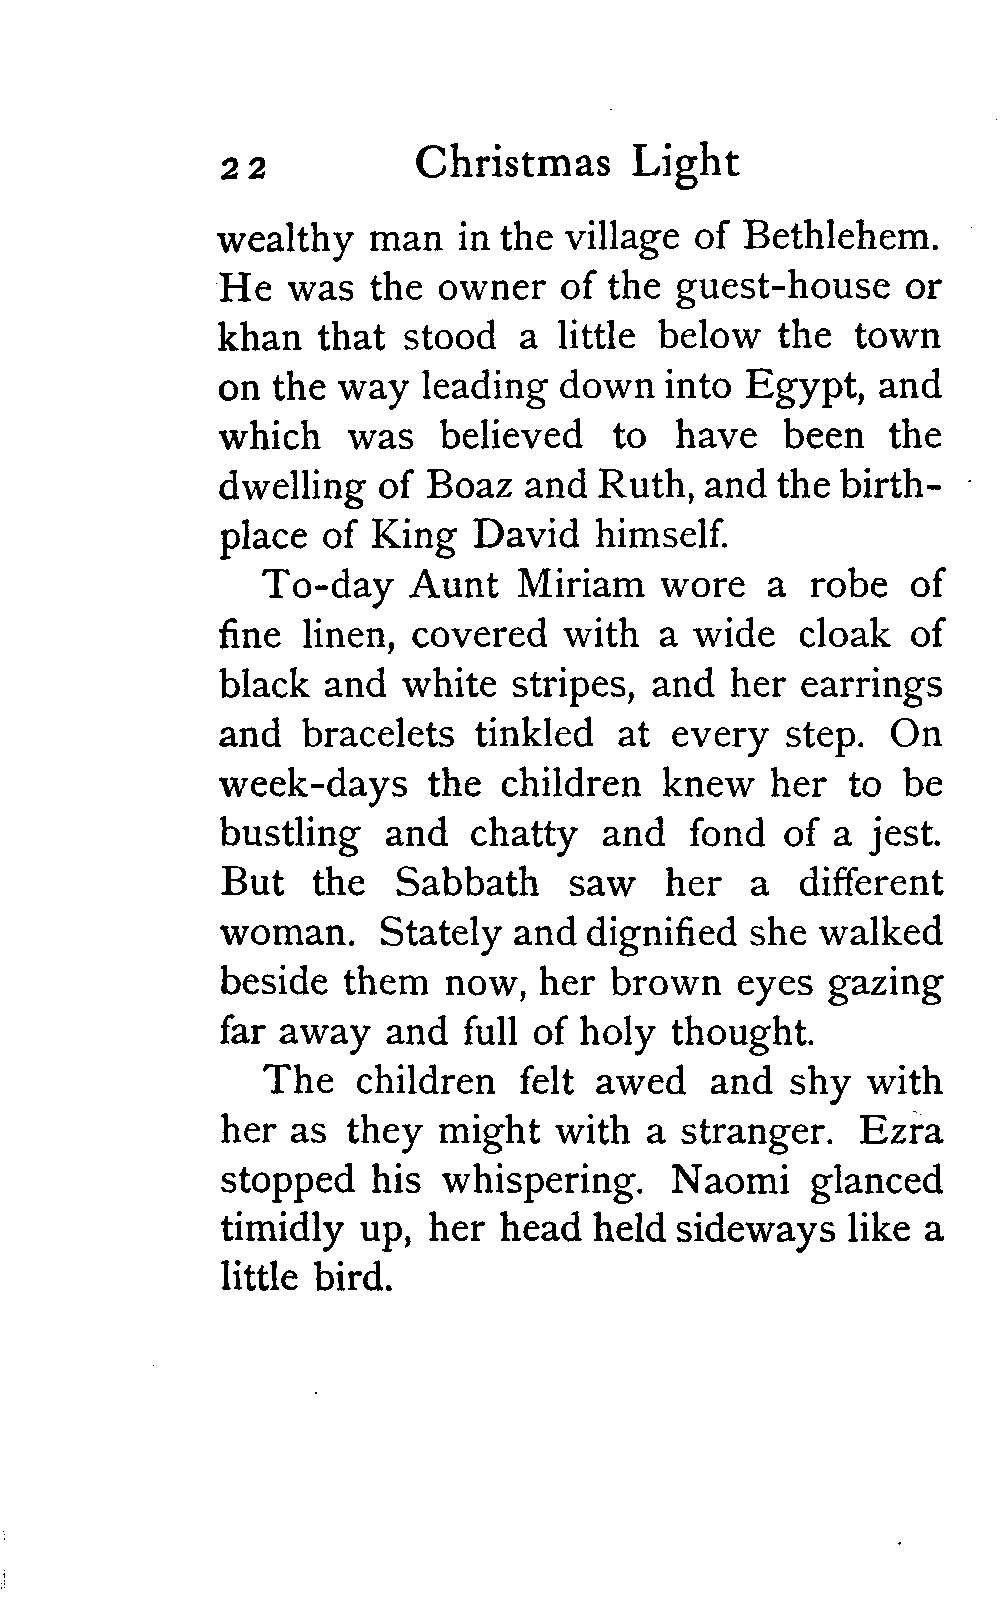 22 Christmas Light
wealthy man in the village of Bethlehem.
He was the owner of the guest-house or
khan that stood a little below the town
on the way leading down into Egypt, and
which was believed to have been the
dwelling of Boaz and Ruth, and the birth-
place of King David himself.
To-day Aunt Miriam wore a robe of
fine linen, covered with a wide cloak of
black and white stripes, and her earrings
and bracelets tinkled at every step. On
week-days the children knew her to be
bustling and chatty and fond of a jest.
But the Sabbath saw her a different
woman. Stately and dignified she walked
beside them now, her brown eyes gazing
far away and full of holy thought.
The children felt awed and shy with
her as they might with a stranger. Ezra
stopped his whispering. Naomi glanced
timidly up, her head held sideways like a
little bird.